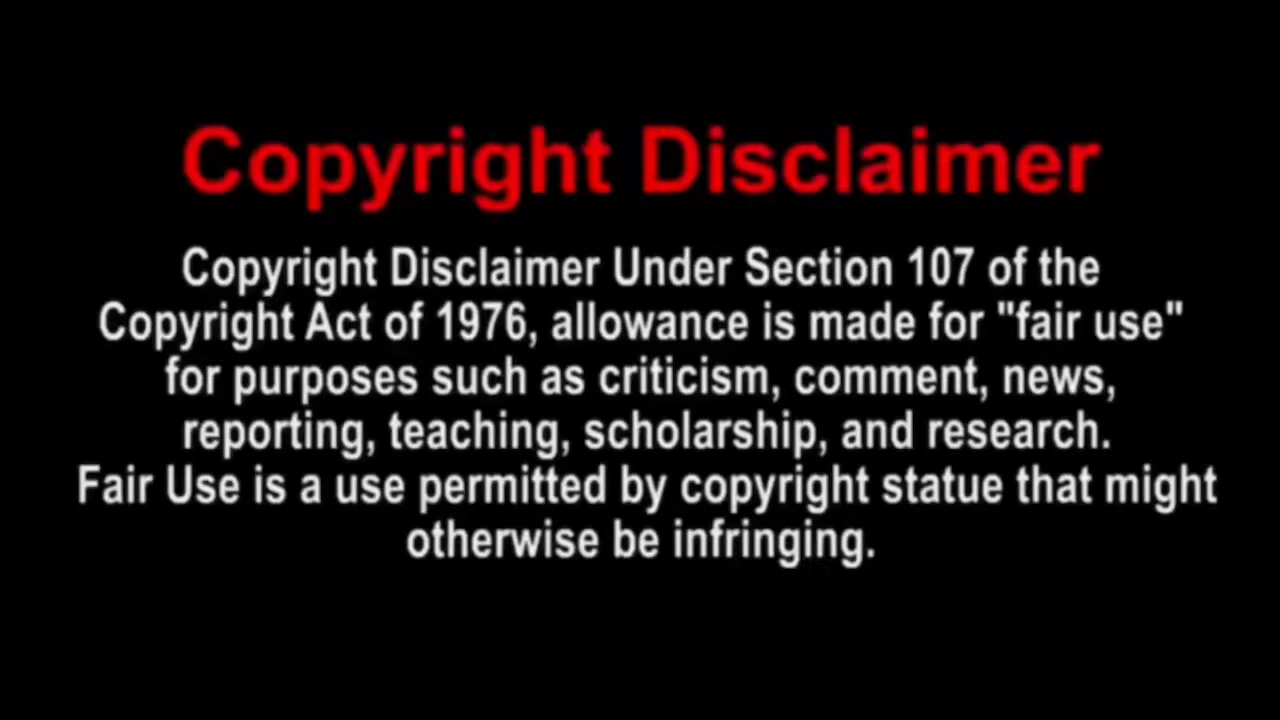 Copyright Disclaimer
Copyright Disclaimer Under Section 107 of the
Copyright Act of 1976, allowance is made for "fair use"
for purposes such as criticism, comment, news,
reporting, teaching, scholarship, and research.
Fair Use is a use permitted by copyright statue that might
otherwise be infringing.